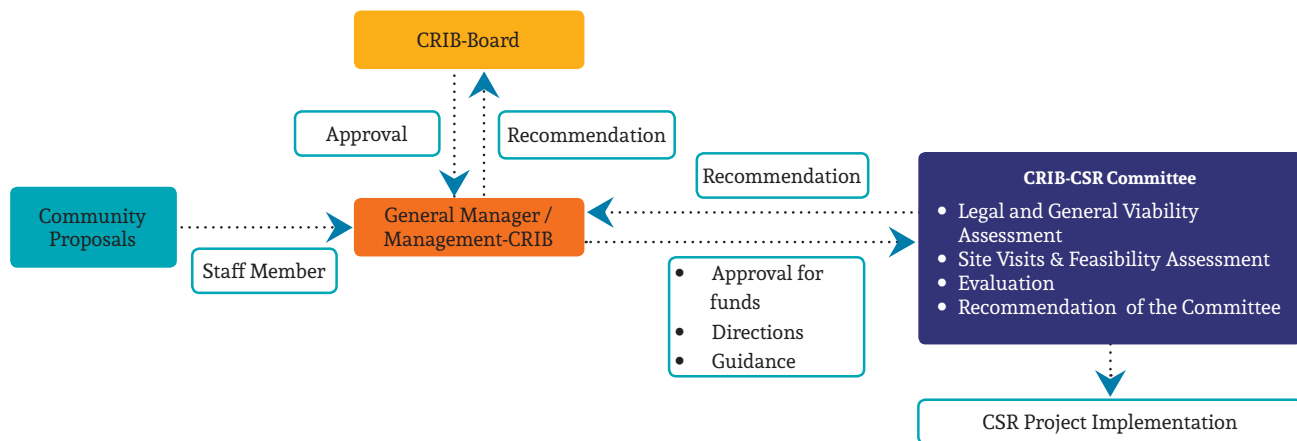 CRIB-Board
Approval
Recommendation
Recommendation
Community
Proposals
Staff Member
General Manager /
Management-CRIB
• Approval for
funds
• Directions
• Guidance
CRIB-CSR Committee
• Legal and General Viability
Assessment
• Site Visits & Feasibility Assessment
• Evaluation
• Recommendation of the Committee
CSR Project Implementation